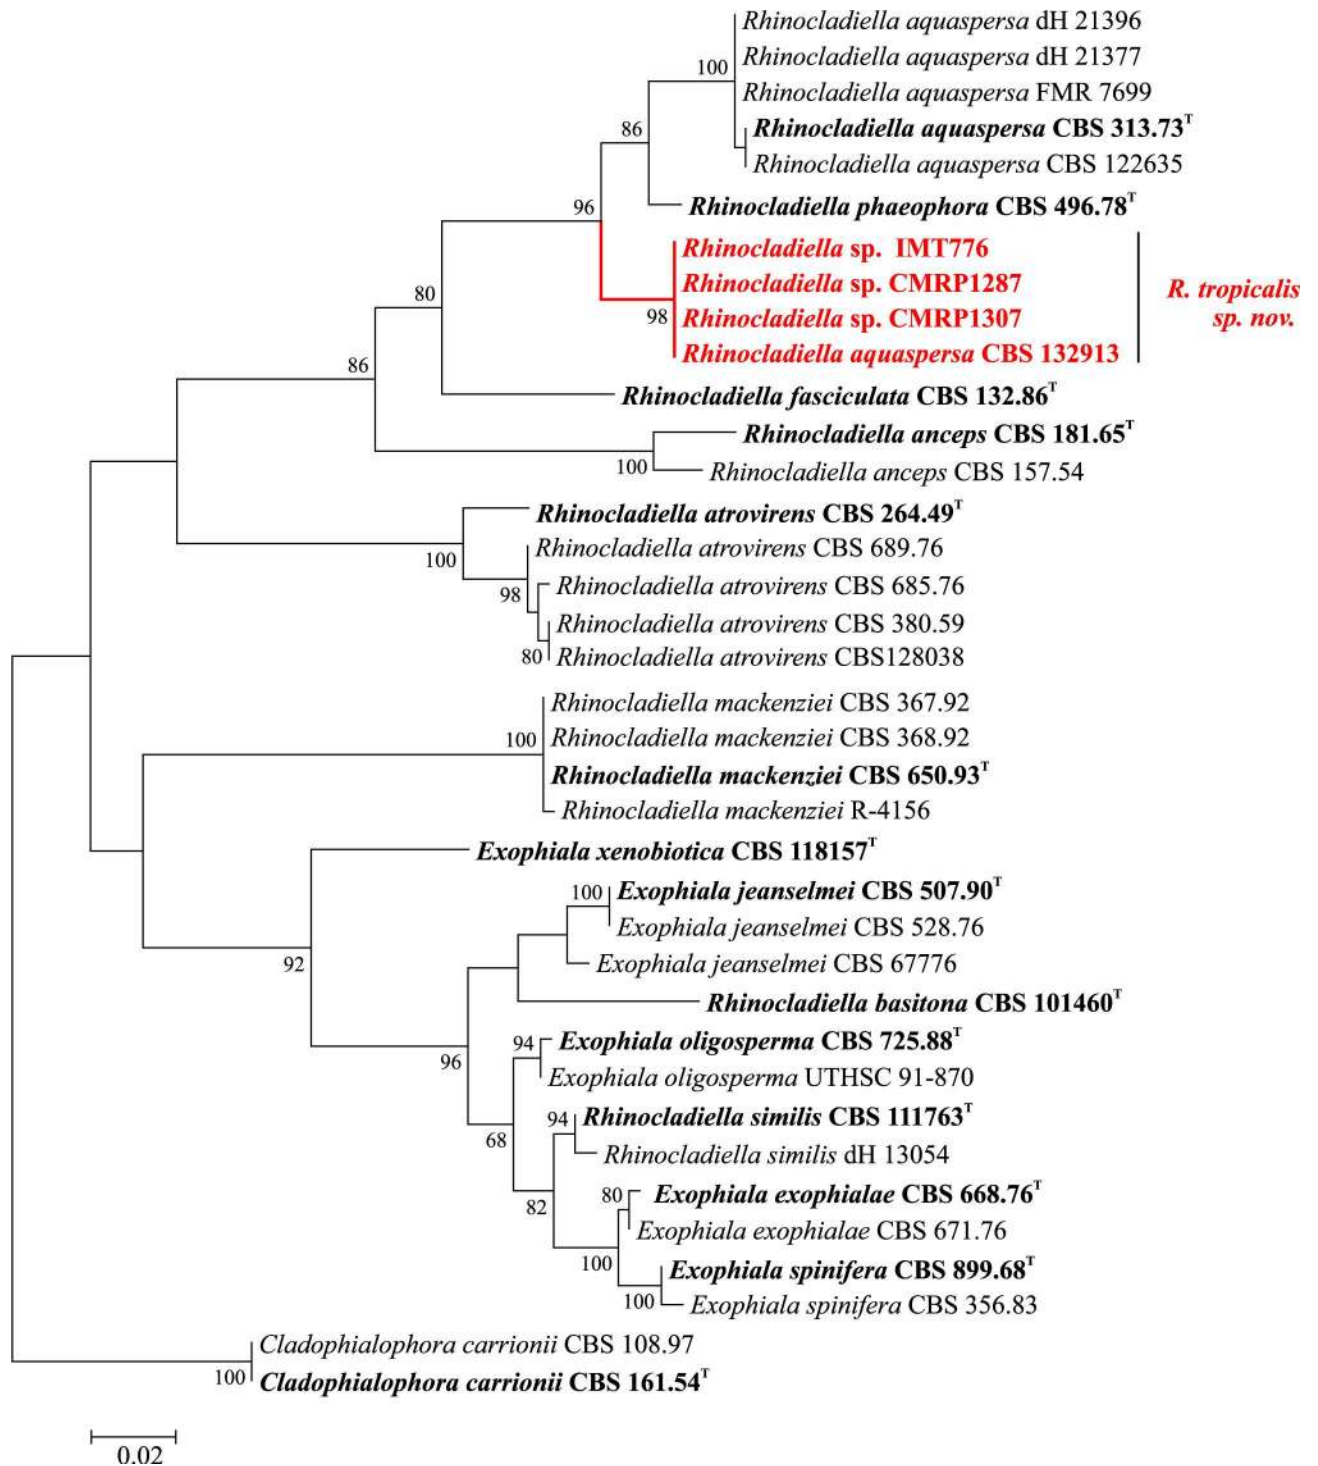 Rhinocladiella aquaspersa dH 21396
Rhinocladiella aquaspersa dH 21377
100
Rhinocladiella aquaspersa FMR 7699
86
Rhinocladiella aquaspersa CBS 313.73T
Rhinocladiella aquaspersa CBS 122635
96
Rhinocladiella phaeophora CBS 496.78T
Rhinocladiella sp. IMT776
Rhinocladiella sp. CMRP1287
R. tropicalis
sp. nov.
80
98
Rhinocladiella sp. CMRP1307
Rhinocladiella aquaspersa CBS 132913
86
Rhinocladiella fasciculata CBS 132.86T
Rhinocladiella anceps CBS 181.65T
100
Rhinocladiella anceps CBS 157.54
Rhinocladiella atrovirens CBS 264.49T
100
Rhinocladiella atrovirens CBS 689.76
98
Rhinocladiella atrovirens CBS 685.76
Rhinocladiella atrovirens CBS 380.59
80
Rhinocladiella atrovirens CBS128038
Rhinocladiella mackenziei CBS 367.92
100
Rhinocladiella mackenziei CBS 368.92
Rhinocladiella mackenziei CBS 650.93T
Rhinocladiella mackenziei R-4156
Exophiala xenobiotica CBS 118157T
100
Exophiala jeanselmei CBS 507.90T
Exophiala jeanselmei CBS 528.76
92
Exophiala jeanselmei CBS 67776
Rhinocladiella basitona CBS 101460T
94
Exophiala oligosperma CBS 725.88T
96
Exophiala oligosperma UTHSC 91-870
94
Rhinocladiella similis CBS 111763T
68
Rhinocladiella similis dH 13054
80
Exophiala exophialae CBS 668.76T
82
Exophiala exophialae CBS 671.76
100
Exophiala spinifera CBS 899.68T
100
Exophiala spinifera CBS 356.83
Cladophialophora carrionii CBS 108.97
100
Cladophialophora carrionii CBS 161.54T
0.02